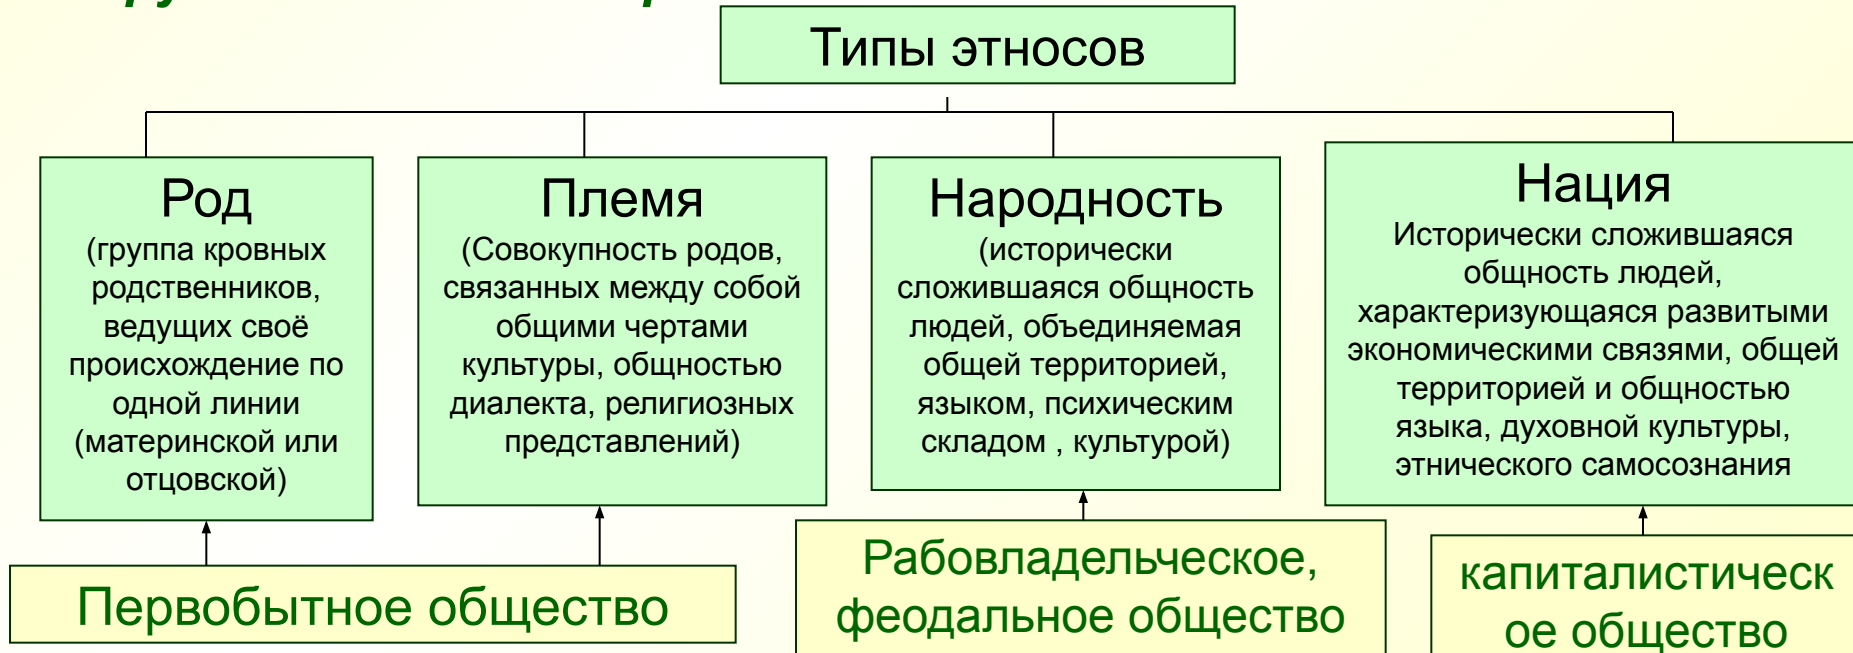 Типы этносов
Род
(группа кровных
родственников,
ведущих своё
происхождение по
одной линии
(материнской или
отцовской)
Племя
(Совокупность родов,
связанных между собой
общими чертами
культуры, общностью
диалекта, религиозных
представлений)
Народность
(исторически
сложившаяся общность
людей, объединяемая
общей территорией,
языком, психическим
складом , культурой)
Нация
Исторически сложившаяся
общность людей,
характеризующаяся развитыми
экономическими связями, общей
территорией и общностью
языка, духовной культуры,
этнического самосознания
Первобытное общество
Рабовладельческое,
феодальное общество
капиталистическ
ое общество